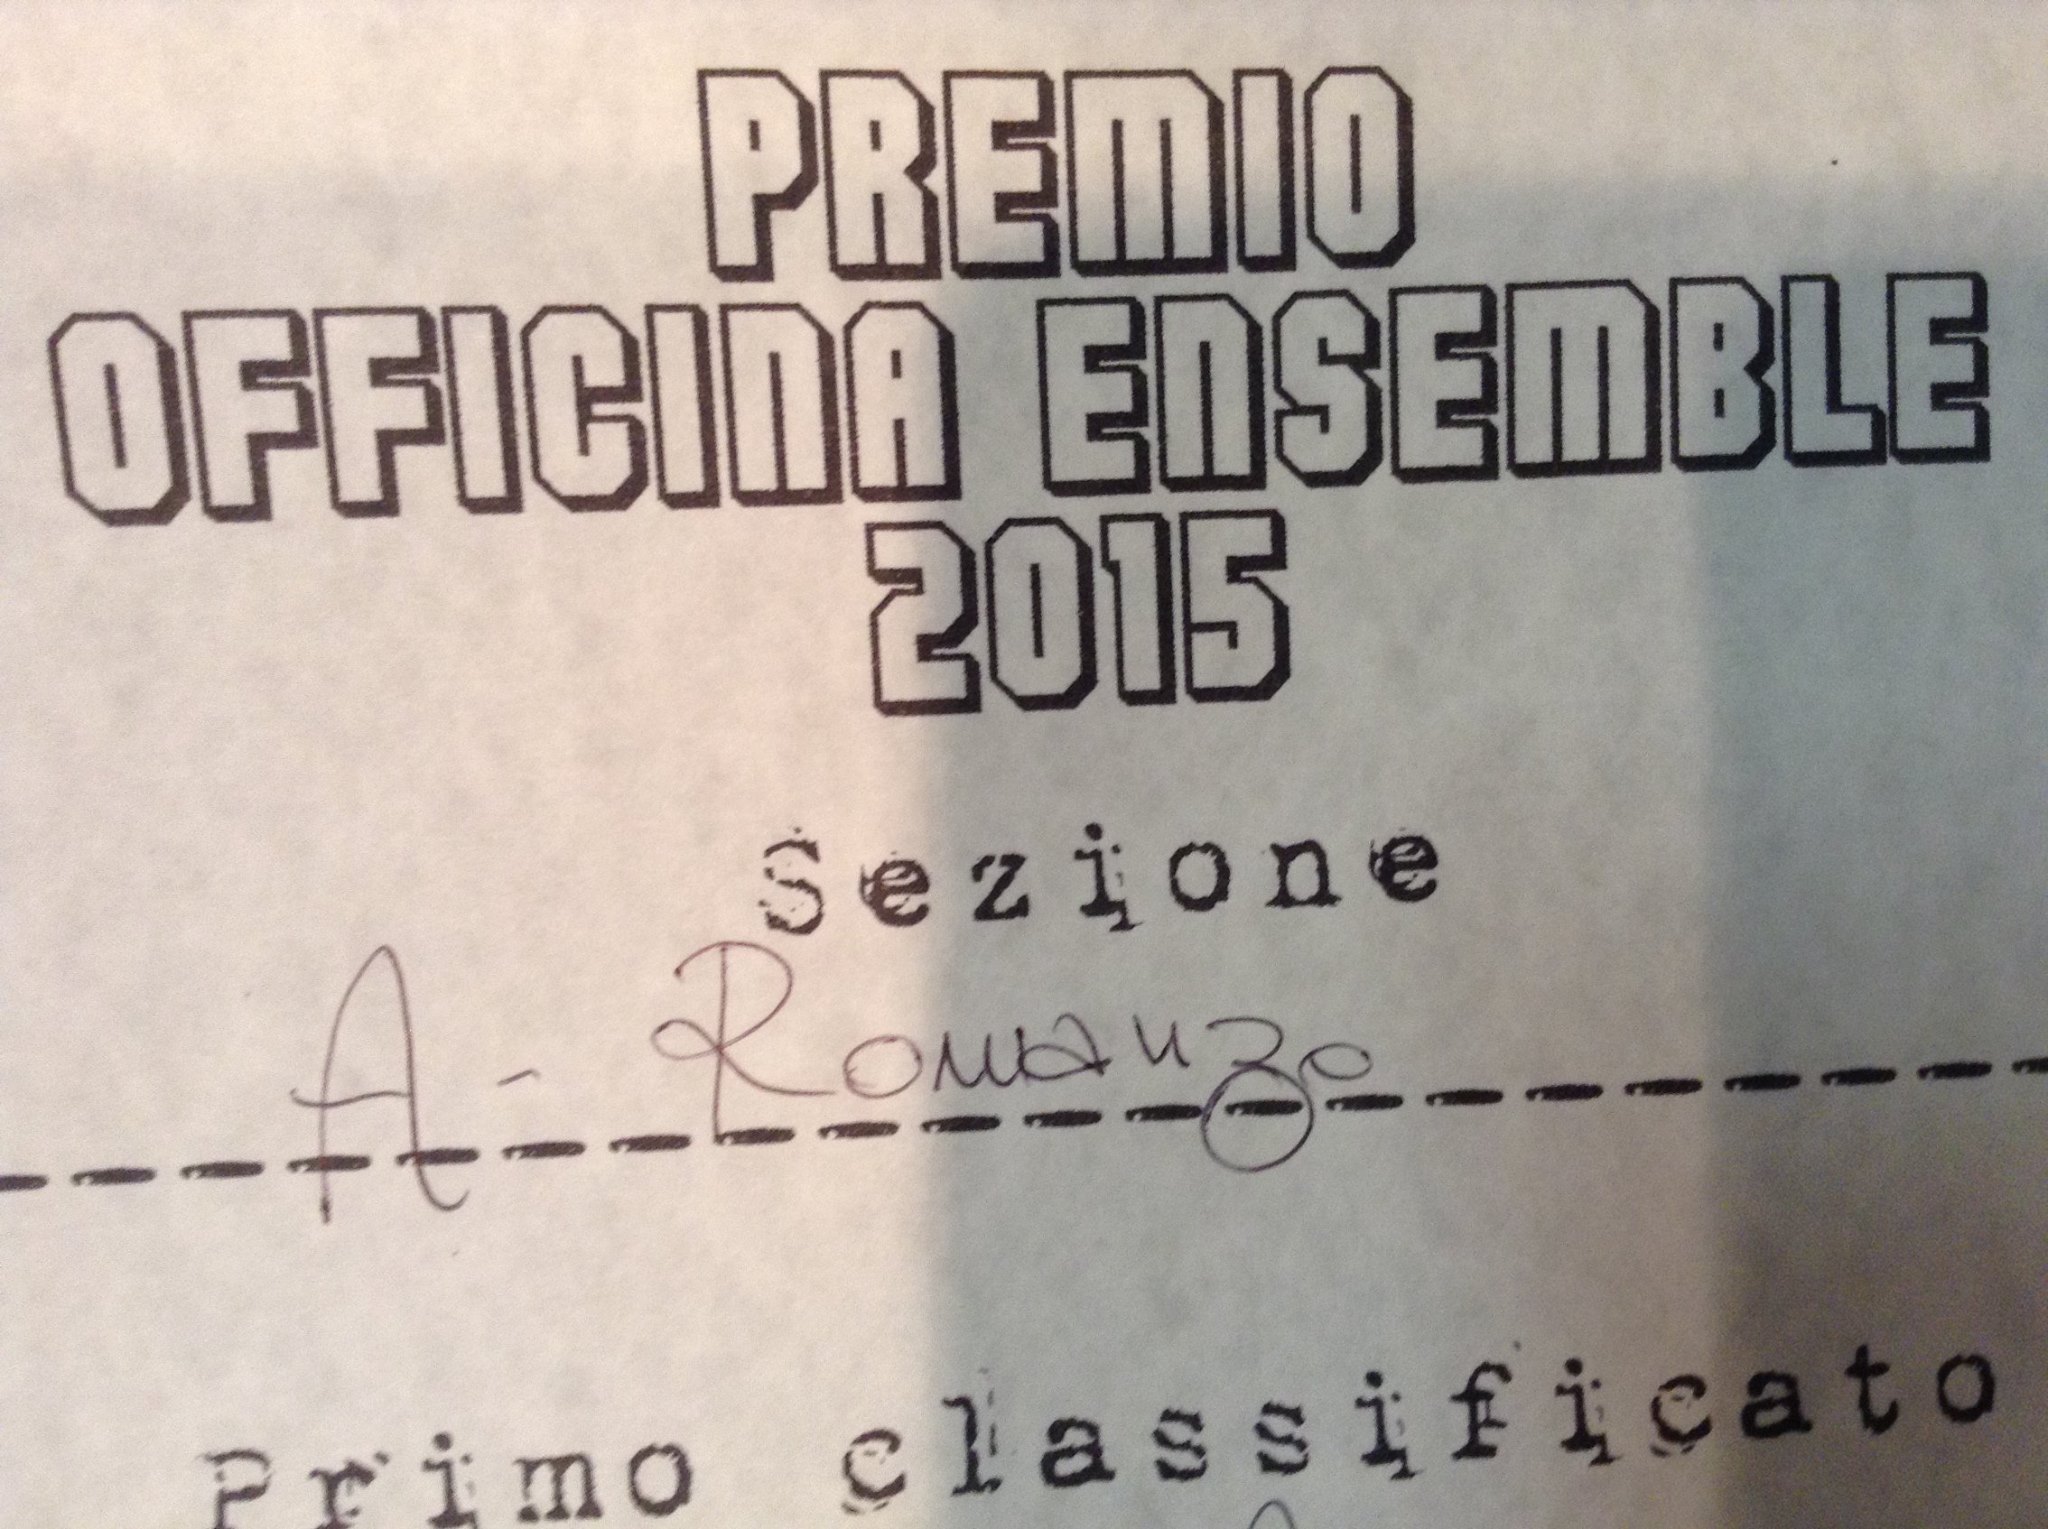 PREMIO
OFFICINA ENSEMBLE
2015
Sezione
A - Romanzo
Primo classificato